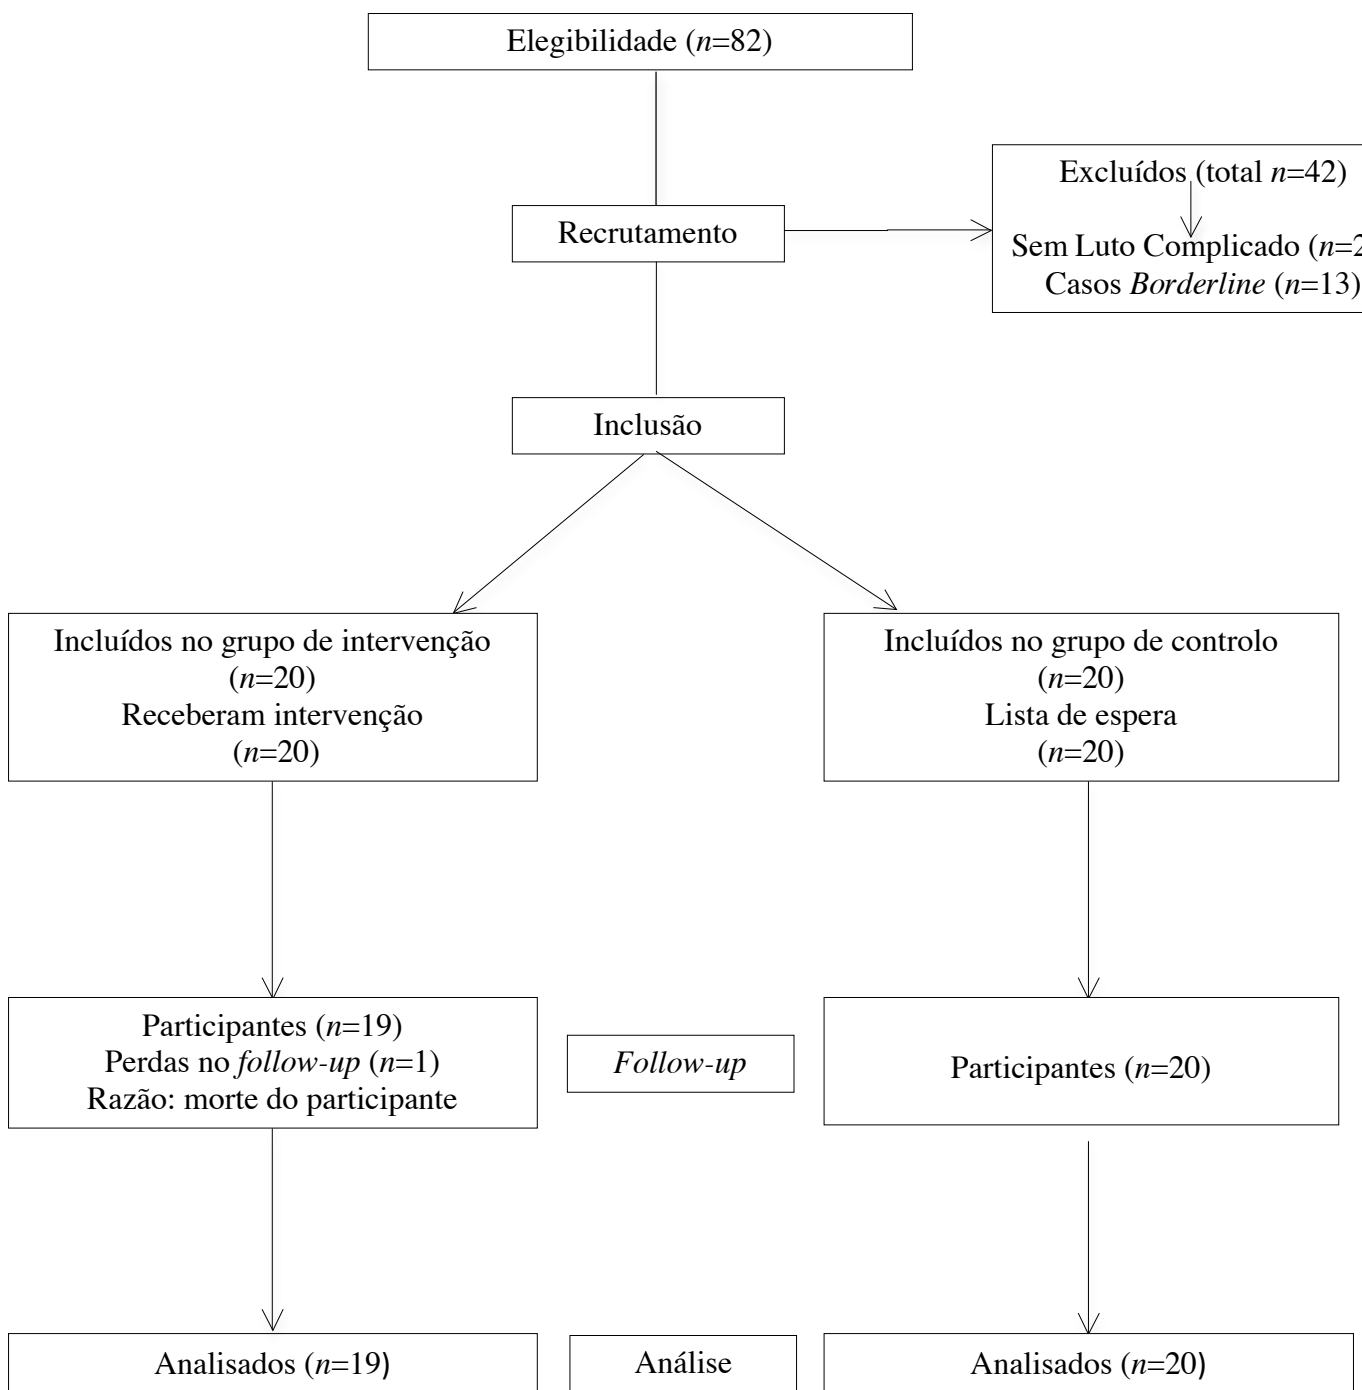 Elegibilidade (n=82)
Excluídos (total n=42)
Recrutamento
Sem Luto Complicado (n=2
Casos Borderline (n=13)
Inclusão
Incluídos no grupo de intervenção
(n=20)
Receberam intervenção
(n=20)
Incluídos no grupo de controlo
(n=20)
Lista de espera
(n=20)
Participantes (n=19)
Perdas no follow-up (n=1)
Razão: morte do participante
Follow-up
Participantes (n=20)
Analisados (n=19)
Análise
Analisados (n=20)